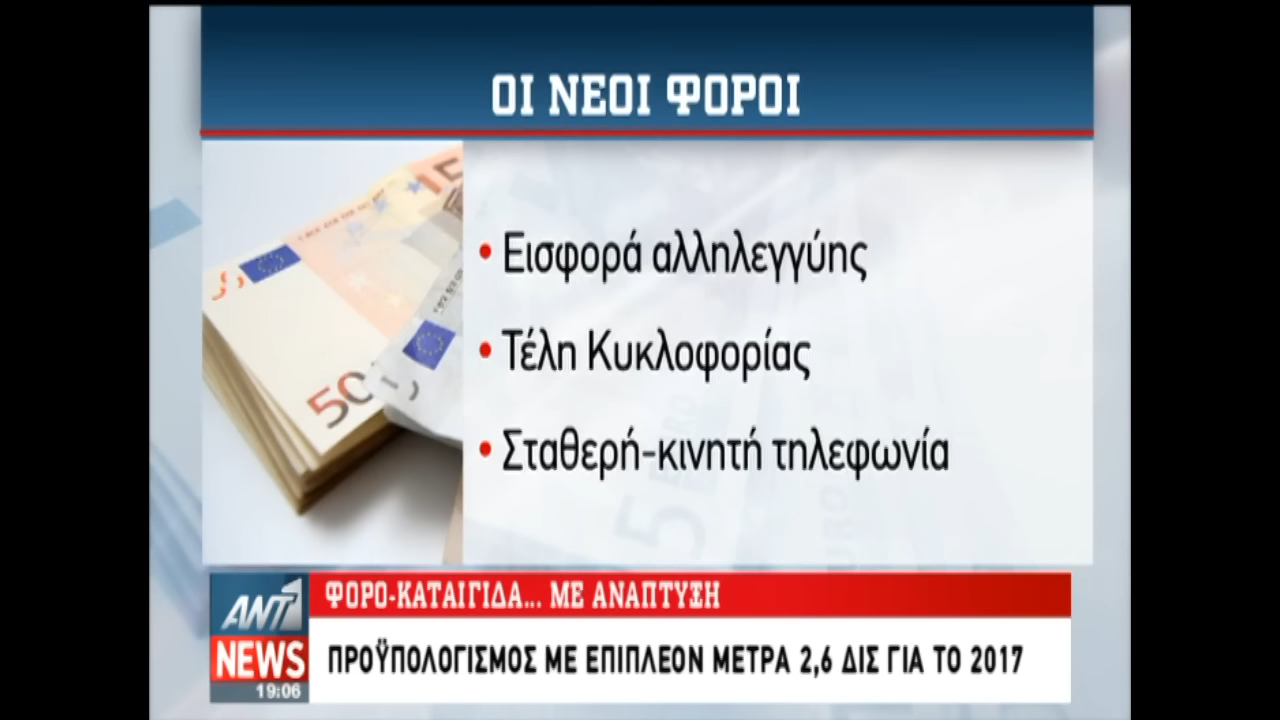 ΟΙ ΝΕΟΙ ΦΟΡΟΙ
50
• Εισφορά αλληλεγγύης
• Τέλη Κυκλοφορίας
• Σταθερή-κινητή τηλεφωνία
ΦΟΡΟ-ΚΑΤΑΙΓΙΔΑ... ΜΕ ΑΝΑΠΤΥΞΗ
ANT1
NEWS
19:06
ΠΡΟΫΠΟΛΟΓΙΣΜΟΣ ΜΕ ΕΠΙΠΛΕΟΝ ΜΕΤΡΑ 2,6 ΔΙΣ ΓΙΑ ΤΟ 2017